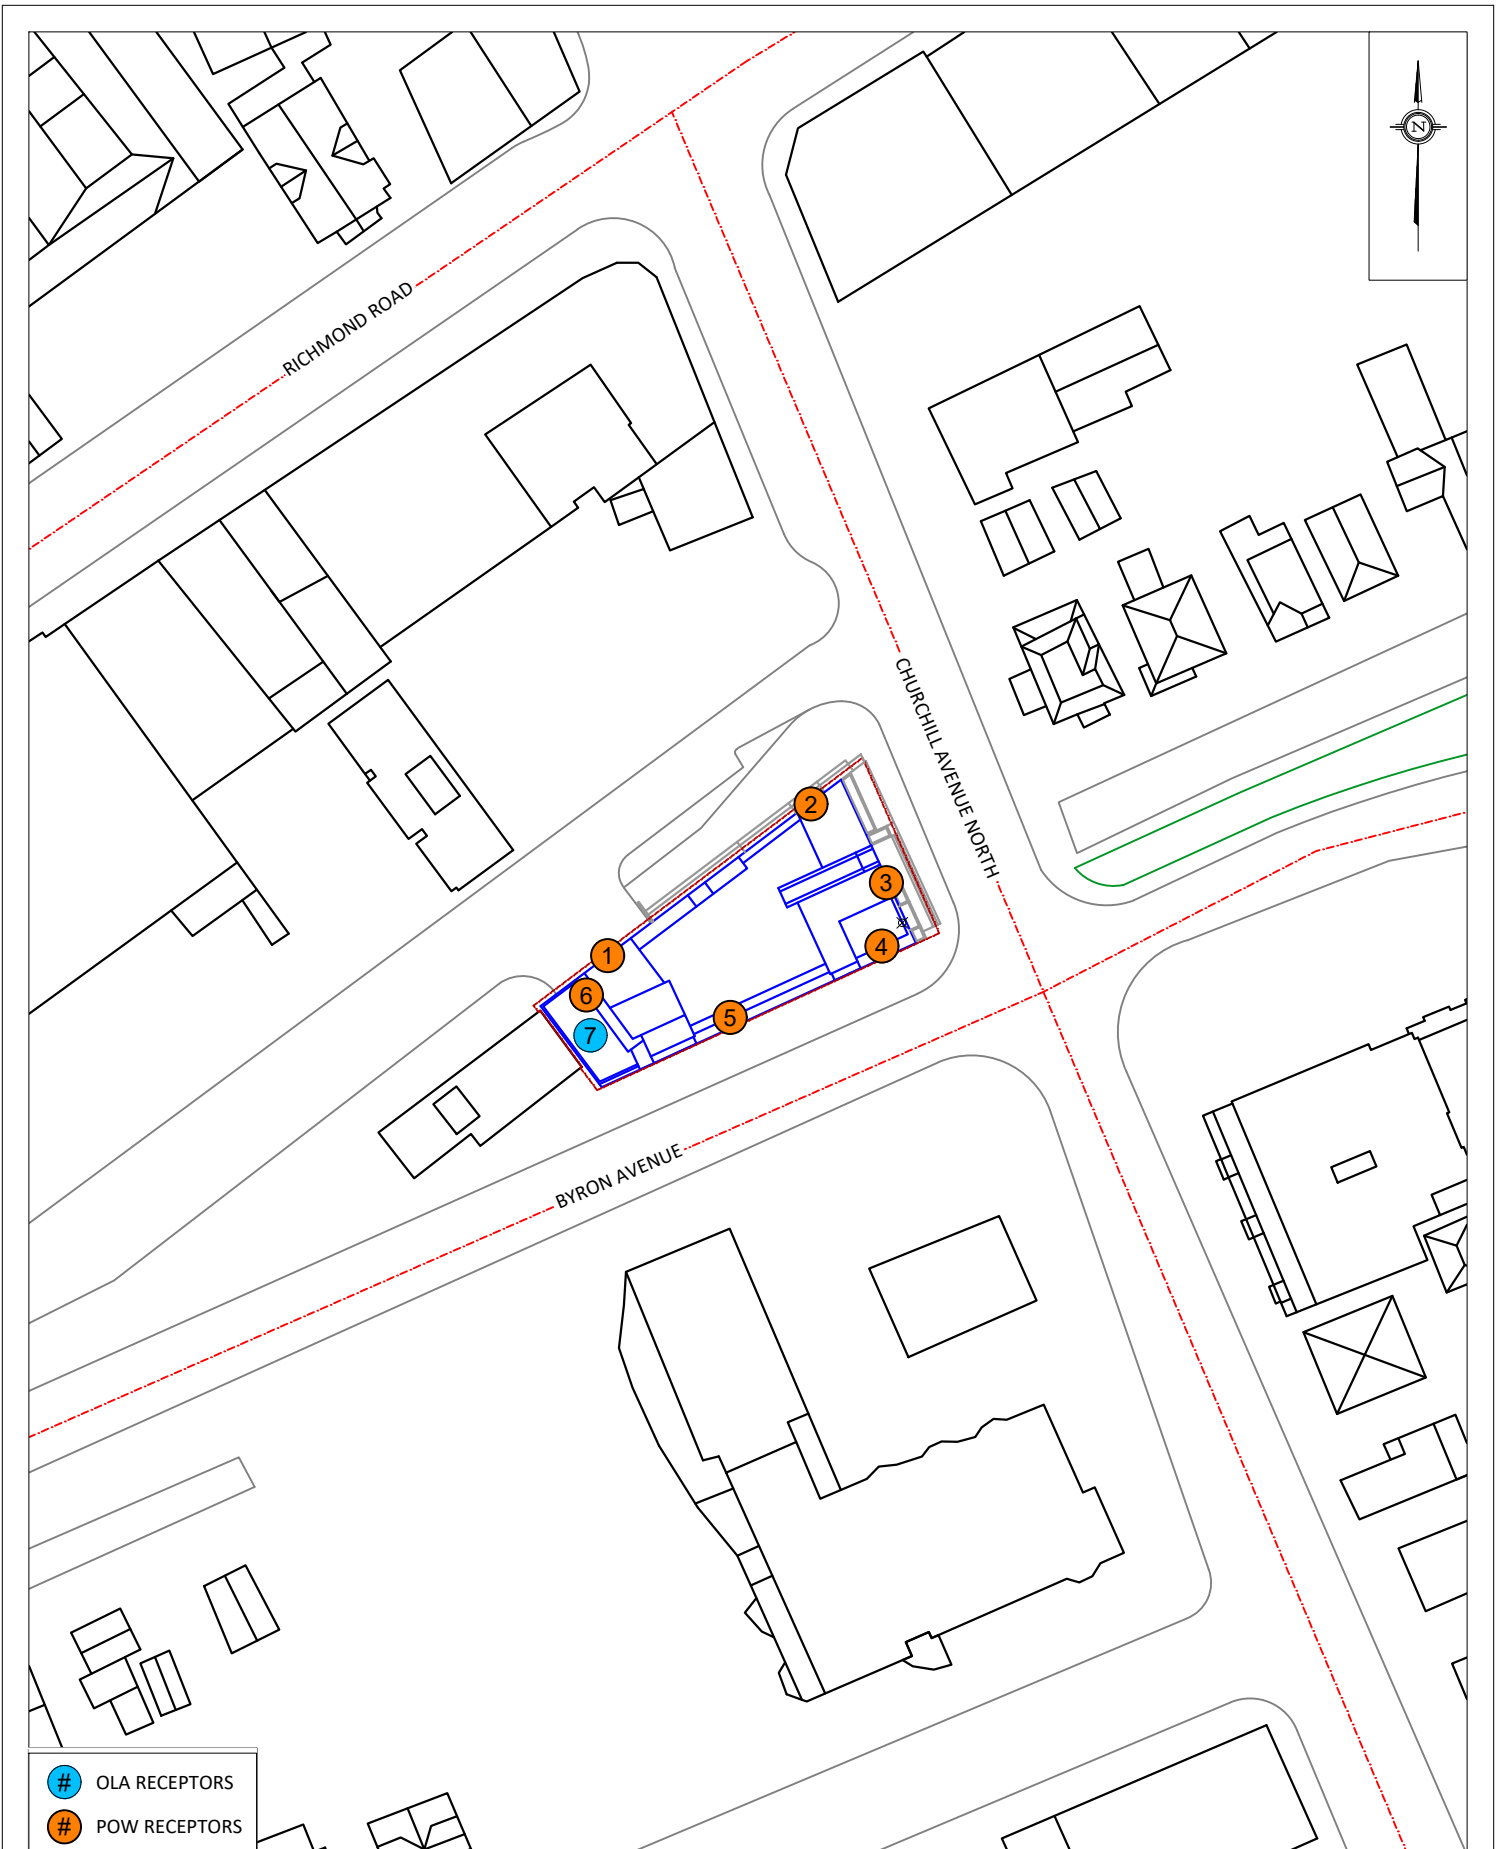 N
RICHMOND ROAD
CHURCHILL AVENUE NORTH
2
3
1
4
6
5
7
BYRON AVENUE
# OLA RECEPTORS
# POW RECEPTORS